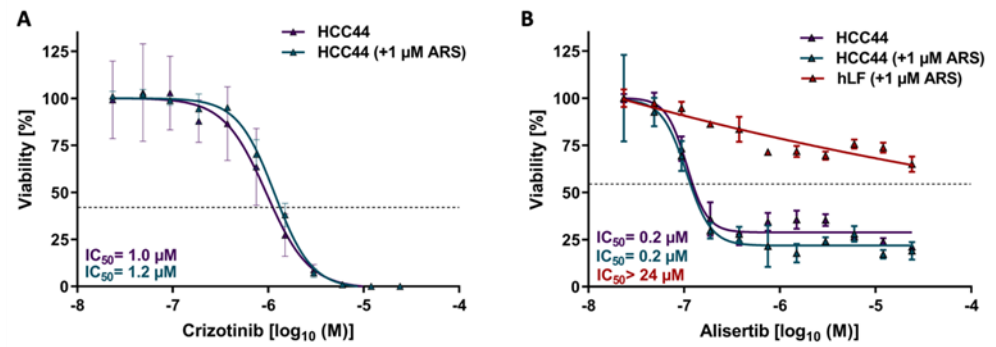 A
HCC44
HCC44 (+1 µM ARS)
Viability [%]
125
100
75
50
25
0
IC50= 1.0 µM
IC50= 1.2 µM
-8
-7
-6
-5
-4
Crizotinib [log10 (M)]
B
HCC44
HCC44 (+1 µM ARS)
hLF (+1 µM ARS)
Viability [%]
125
100
75
50
25
0
IC50= 0.2 µM
IC50= 0.2 µM
IC50> 24 µM
-8
-7
-6
-5
-4
Alisertib [log10 (M)]